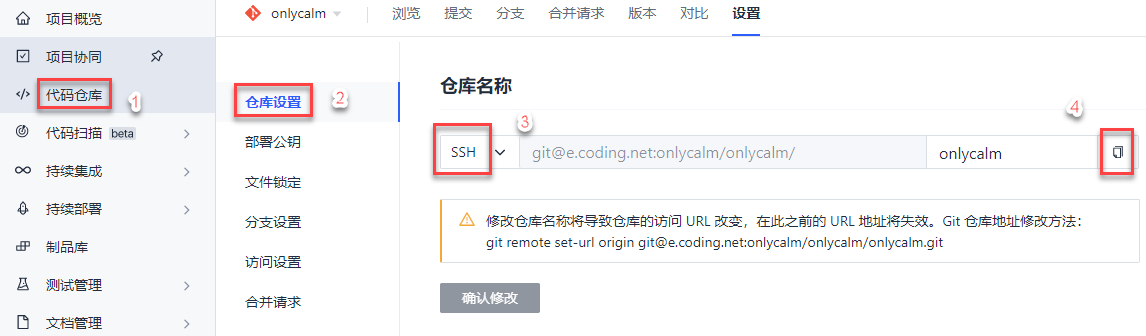 项目概览
项目协同
代码仓库
1
代码扫描 beta
持续集成
持续部署
制品库
测试管理
文档管理
onlycalm
浏览 提交 分支 合并请求 版本 对比 设置
仓库设置
2
部署公钥
文件锁定
分支设置
访问设置
合并请求
仓库名称
3
4
SSH git@e.coding.net:onlycalm/onlycalm/ onlycalm
修改仓库名称将导致仓库的访问 URL 改变，在此之前的 URL 地址将失效。Git 仓库地址修改方法：
git remote set-url origin git@e.coding.net:onlycalm/onlycalm/onlycalm.git
确认修改